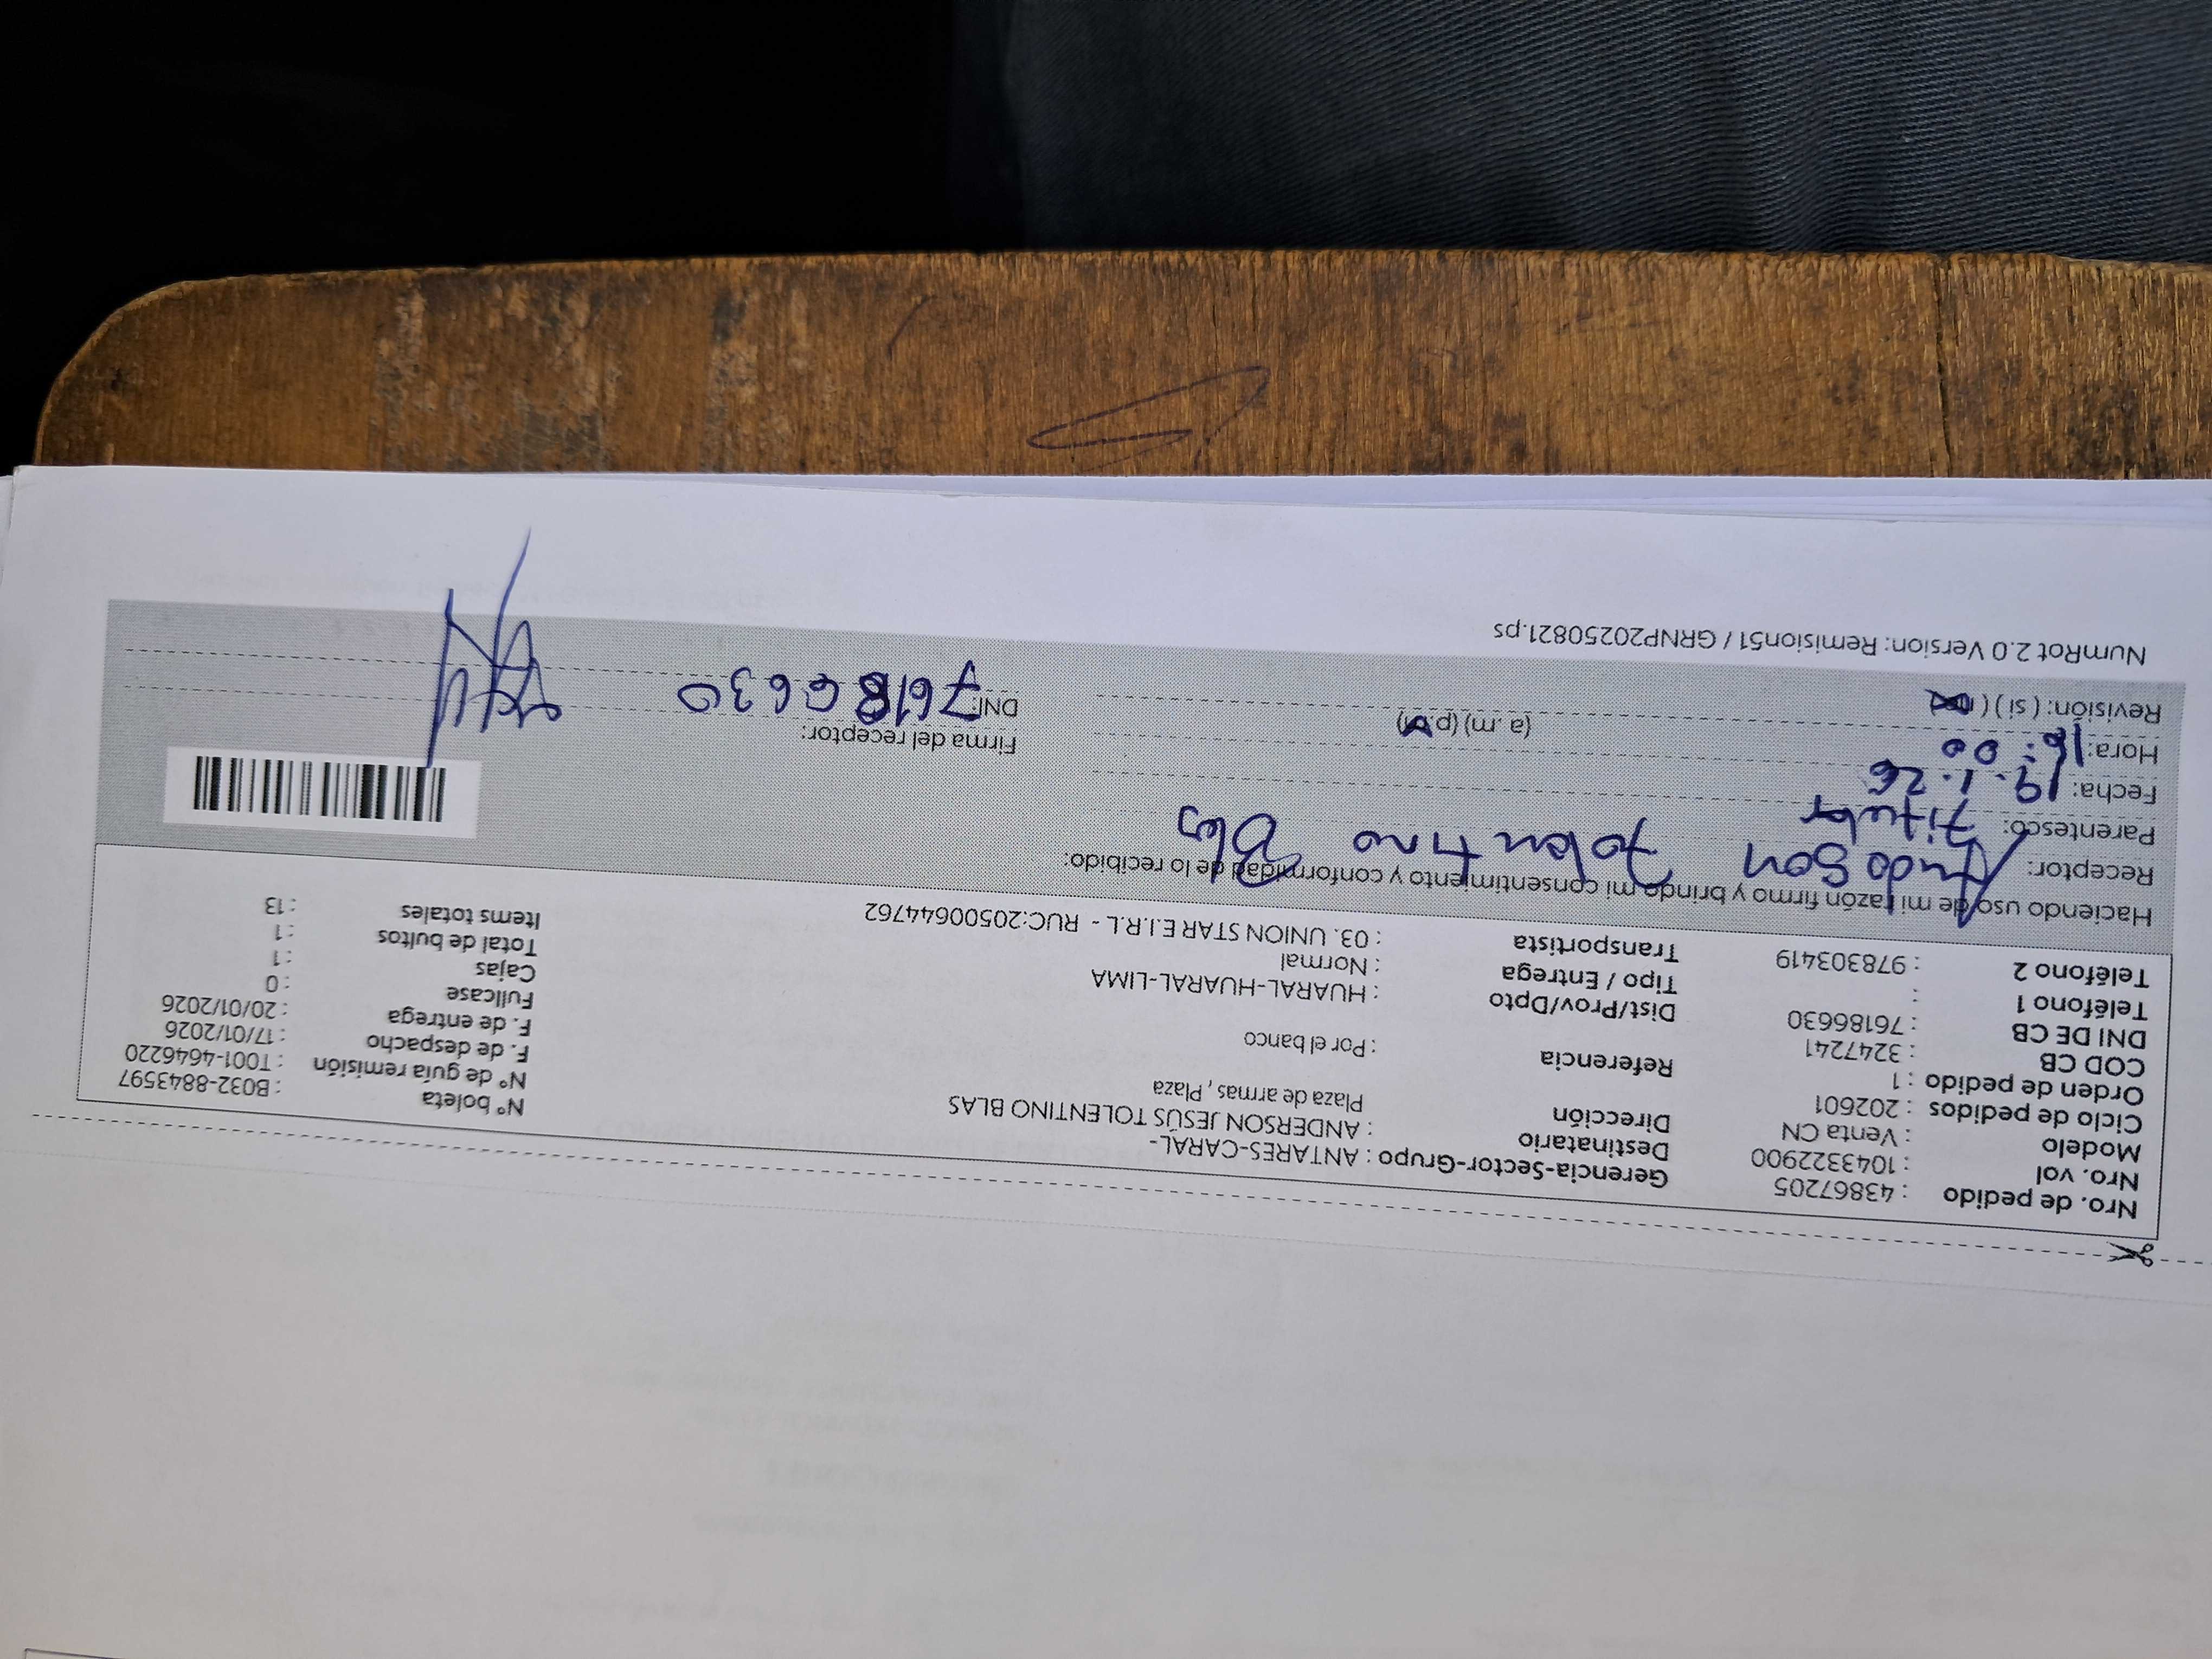 Nro. de pedido : 43867205
Nro. vol : 1043322900
Modelo : Venta CN
Ciclo de pedidos : 202601
Orden de pedido : 1
COD CB : 3247241
DNI DE CB : 76186630
Teléfono 1 :
Teléfono 2 : 978303419
Gerencia-Sector-Grupo : ANTARES-CARAL-
Destinatario : ANDERSON JESÚS TOLENTINO BLAS
Dirección Plaza de armas , Plaza
Referencia : Por el banco
Dist/Prov/Dpto : HUARAL-HUARAL-LIMA
Tipo / Entrega : Normal
Transportista : 03. UNION STAR E.I.R.L - RUC:20500644762
N° boleta : B032-8843597
N° de guía remisión : T001-4646220
F. de despacho : 17/01/2026
F. de entrega : 20/01/2026
Fullcase : 0
Cajas : 1
Total de bultos : 1
Items totales : 13
Haciendo uso de mi razón firmo y brindo mi consentimiento y conformidad de lo recibido:
Receptor: Anderson Tolentino Blas
Parentesco: Titular
Fecha: 19.1.26
Hora: 16:00 (a. m) (p.m)
Revisión: ( si ) ( no )
Firma del receptor:
DNI: 76186630
NumRot 2.0 Version: Remision51 / GRNP20250821.ps